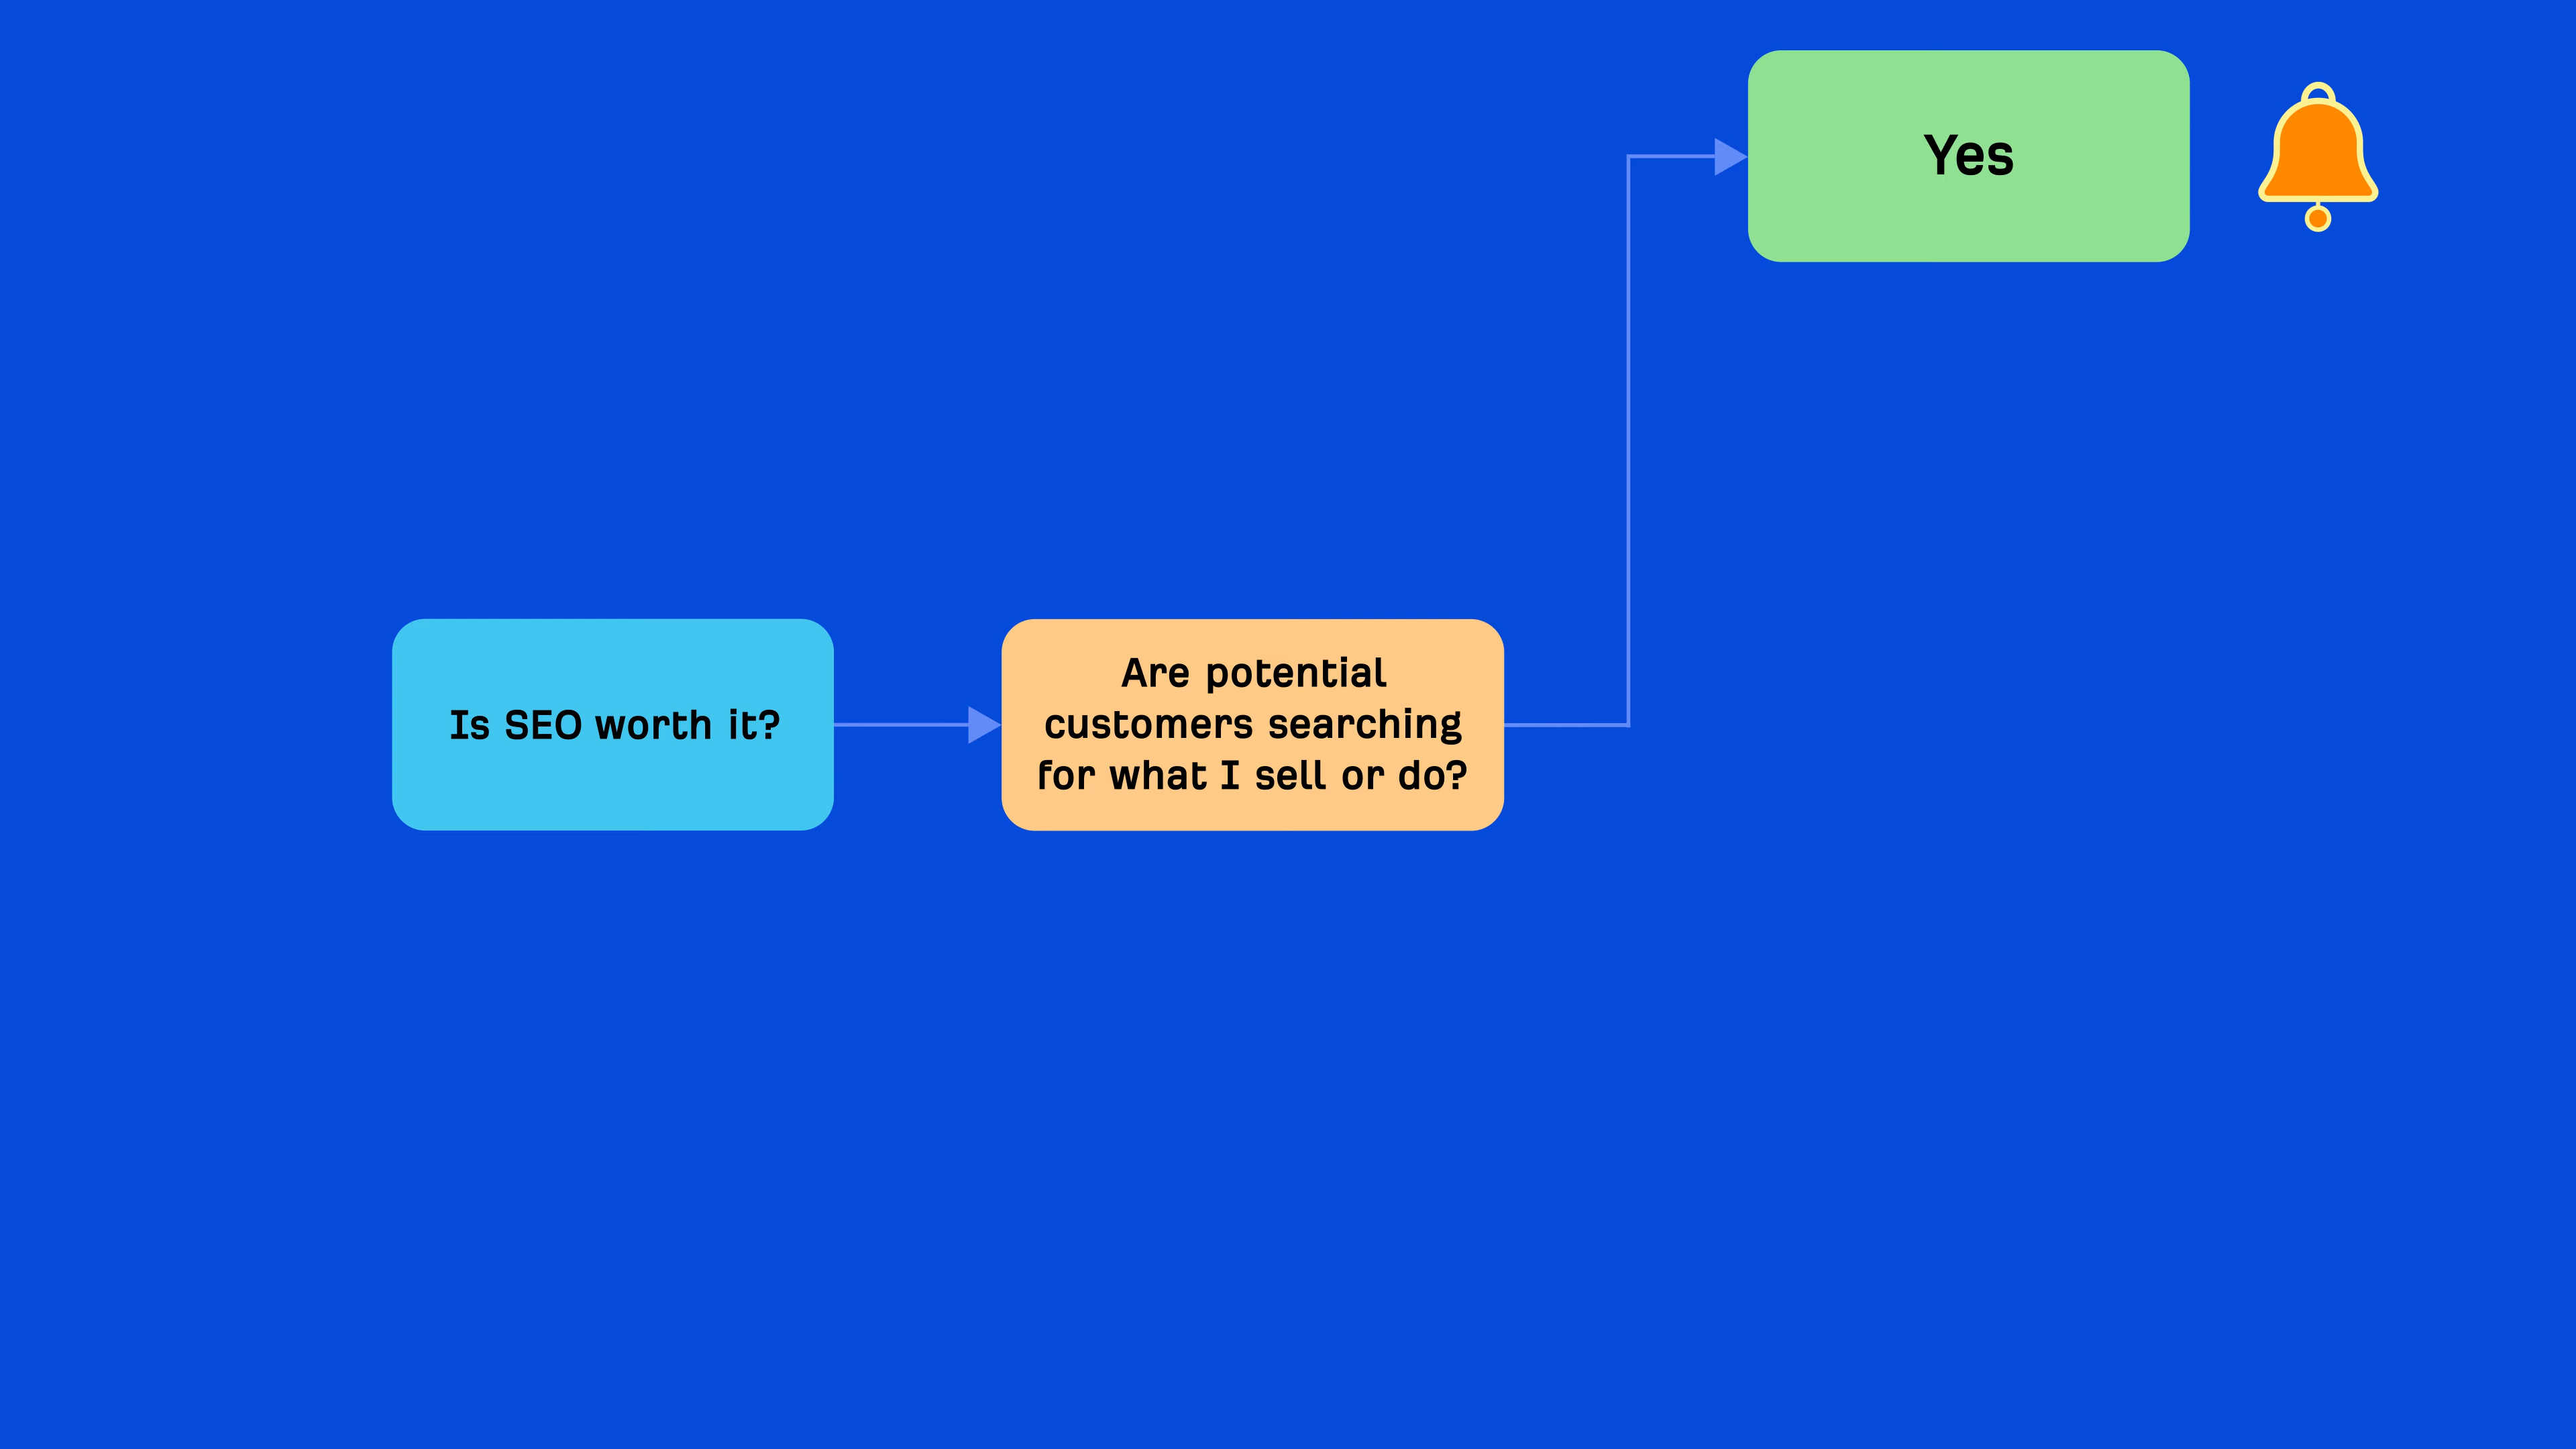 Yes
Is SEO worth it?
Are potential
customers searching
for what I sell or do?